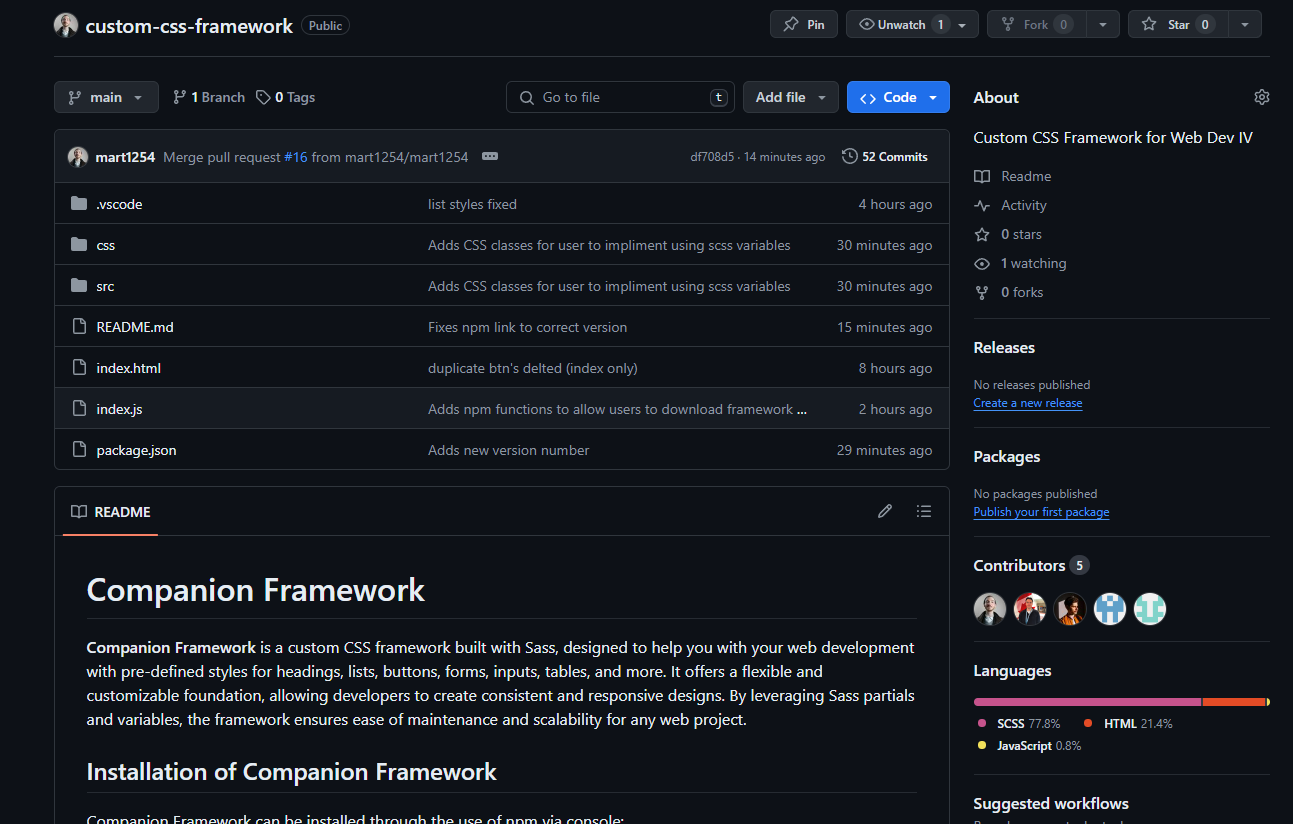 custom-css-framework Public
Pin
Unwatch 1
Fork 0
Star 0
main
1 Branch
0 Tags
Go to file t
Add file
Code
mart1254 Merge pull request #16 from mart1254/mart1254
df708d5 · 14 minutes ago
52 Commits
.vscode list styles fixed 4 hours ago
css Adds CSS classes for user to impliment using scss variables 30 minutes ago
src Adds CSS classes for user to impliment using scss variables 30 minutes ago
README.md Fixes npm link to correct version 15 minutes ago
index.html duplicate btn's delted (index only) 8 hours ago
index.js Adds npm functions to allow users to download framework ... 2 hours ago
package.json Adds new version number 29 minutes ago
README
Companion Framework
Companion Framework is a custom CSS framework built with Sass, designed to help you with your web development
with pre-defined styles for headings, lists, buttons, forms, inputs, tables, and more. It offers a flexible and
customizable foundation, allowing developers to create consistent and responsive designs. By leveraging Sass partials
and variables, the framework ensures ease of maintenance and scalability for any web project.
Installation of Companion Framework
Companion Framework can be installed through the use of npm via console:
About
Custom CSS Framework for Web Dev IV
Readme
Activity
0 stars
1 watching
0 forks
Releases
No releases published
Create a new release
Packages
No packages published
Publish your first package
Contributors 5
Languages
SCSS 77.8%
HTML 21.4%
JavaScript 0.8%
Suggested workflows